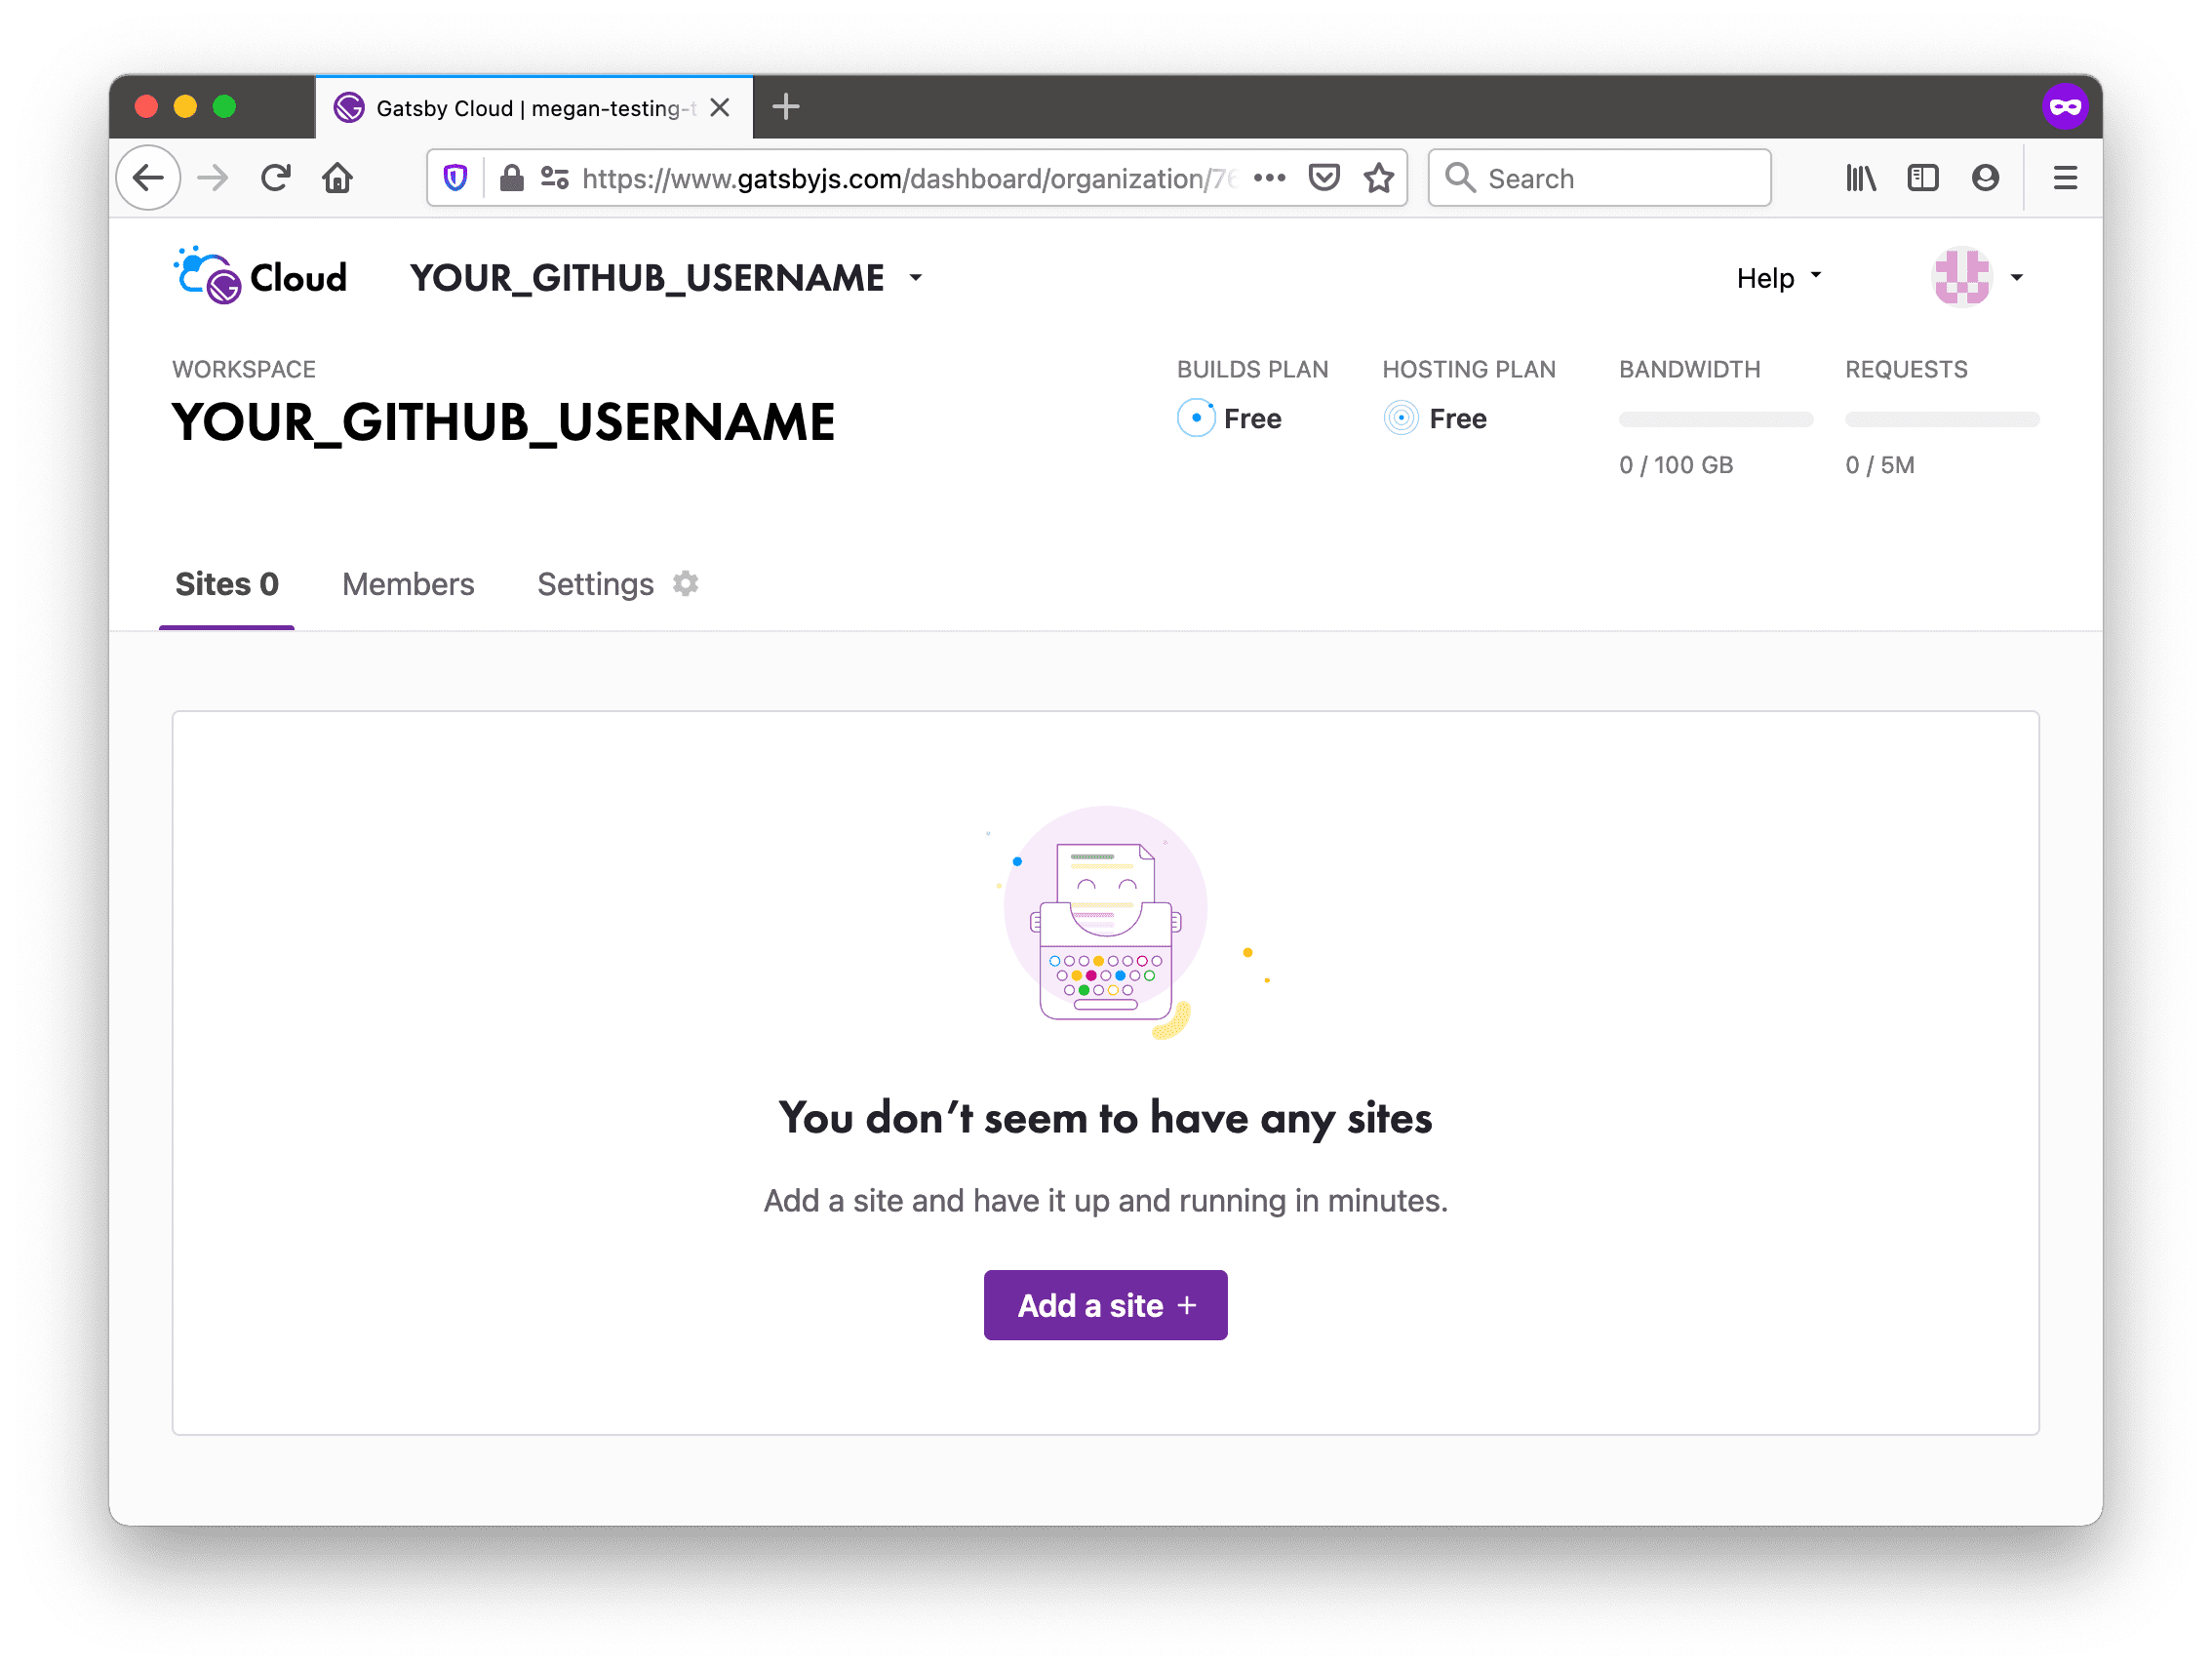 Gatsby Cloud | megan-testing-t
https://www.gatsbyjs.com/dashboard/organization/76
Search
Cloud
YOUR_GITHUB_USERNAME
Help
WORKSPACE
YOUR_GITHUB_USERNAME
BUILDS PLAN
Free
HOSTING PLAN
Free
BANDWIDTH
0 / 100 GB
REQUESTS
0 / 5M
Sites 0
Members
Settings
You don’t seem to have any sites
Add a site and have it up and running in minutes.
Add a site +